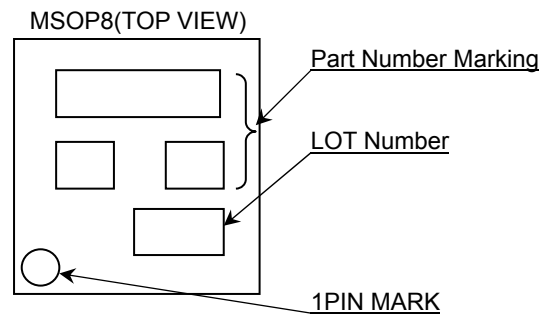 MSOP8(TOP VIEW)
Part Number Marking
LOT Number
1PIN MARK